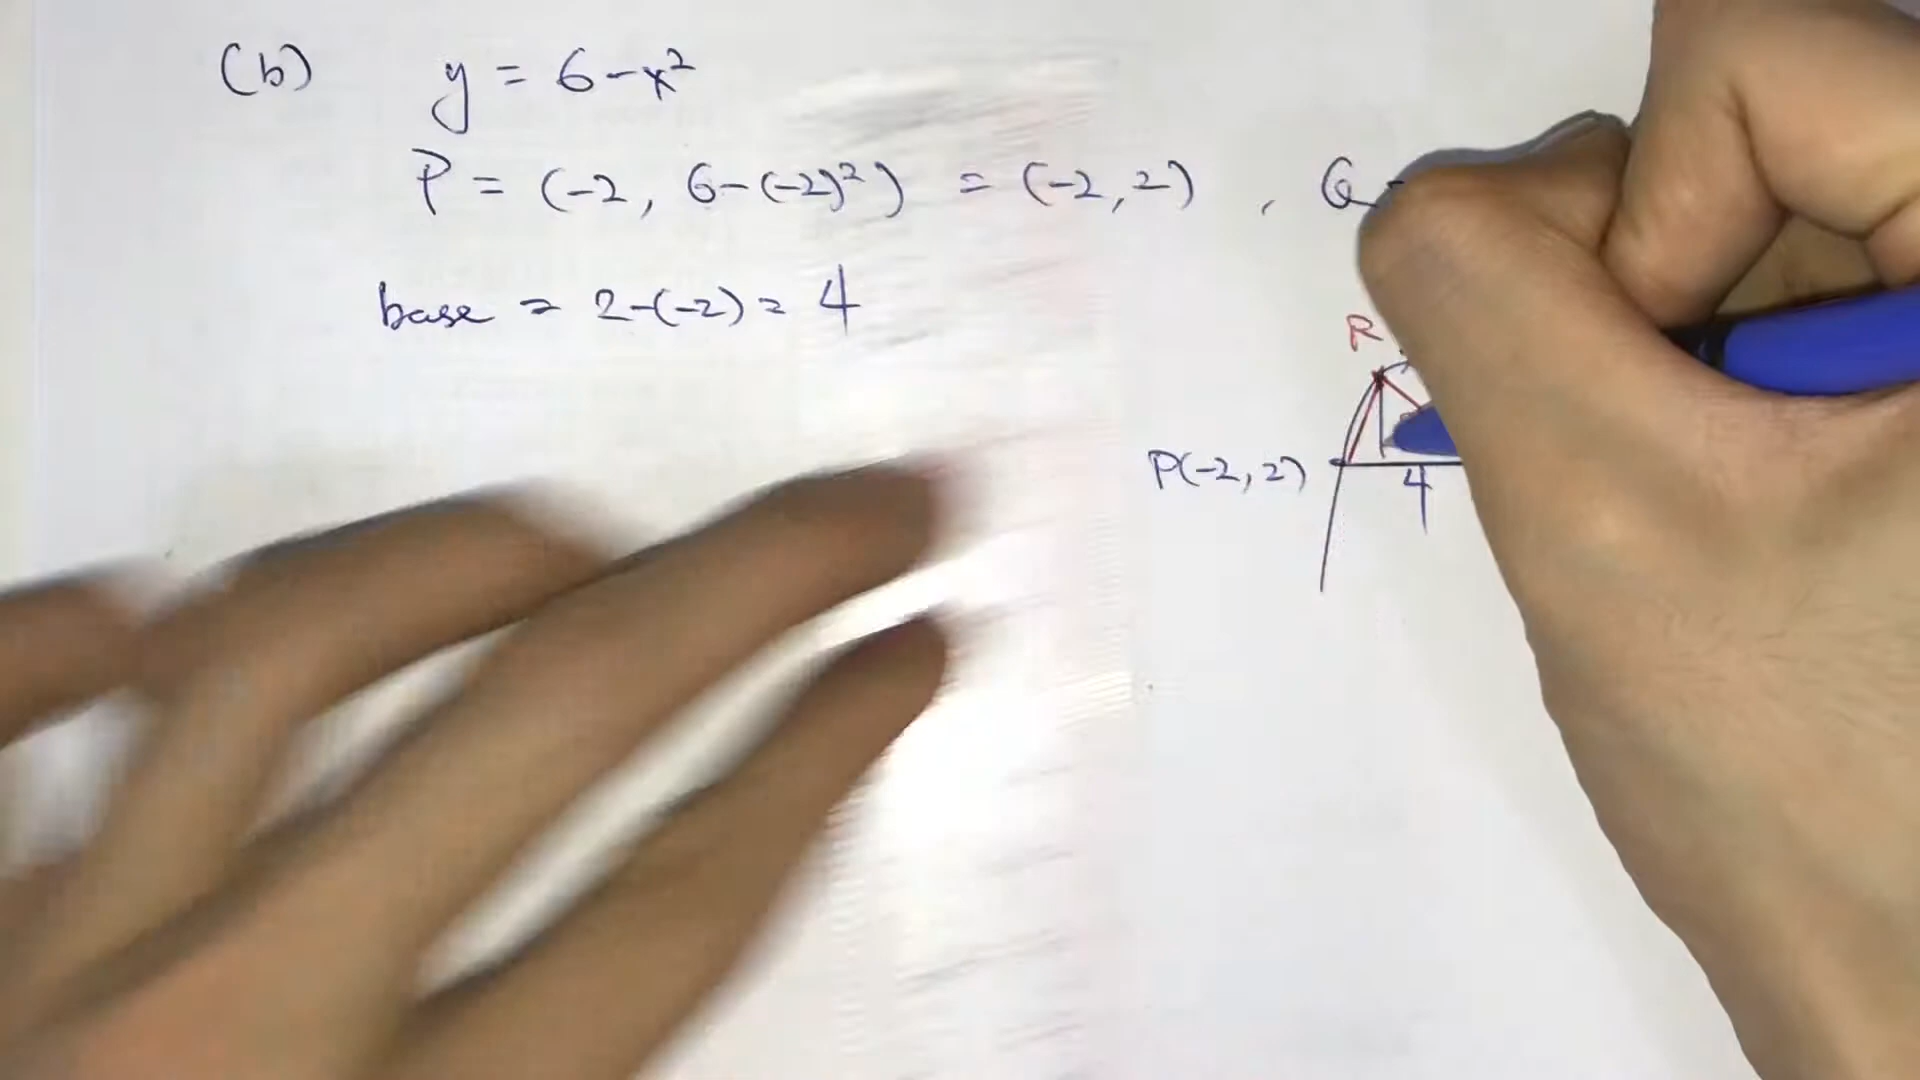 (b) y = 6-x²
P = (-2, 6-(-2)²) = (-2,2) , Q
base = 2-(-2) = 4
R
P(-2,2)
4